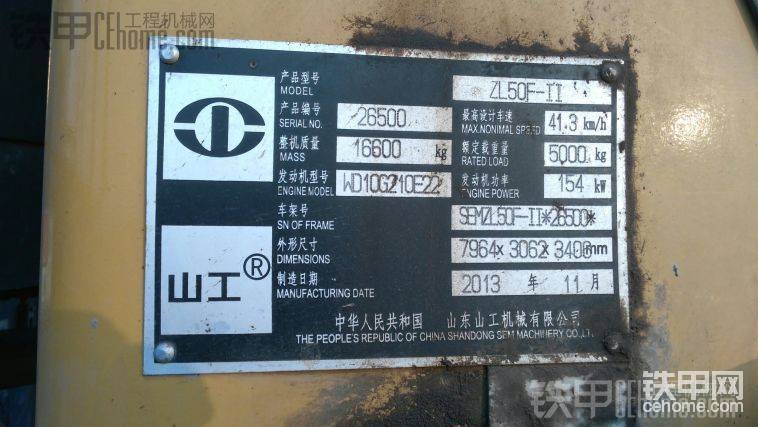 铁甲 工程机械网
CEhome.com
产品型号
MODEL
ZL50F-II
产品编号
SERIAL NO.
26500
最高设计车速
MAX.NONIMAL SPEED
41.3 km/h
整机质量
MASS
16600 kg
额定载重量
RATED LOAD
5000 kg
发动机型号
ENGINE MODEL
WD10G210E22
发动机功率
ENGINE POWER
154 kW
车架号
SN OF FRAME
SEMZL50F-II*26500*
外形尺寸
DIMENSIONS
7964× 3062× 3406mm
制造日期
MANUFACTURING DATE
2013 年 11 月
山工®
中华人民共和国 山东山工机械有限公司
THE PEOPLE'S REPUBLIC OF CHINA SHANDONG SEM MACHINERY CO.,LTD.
铁甲网
cehome.com